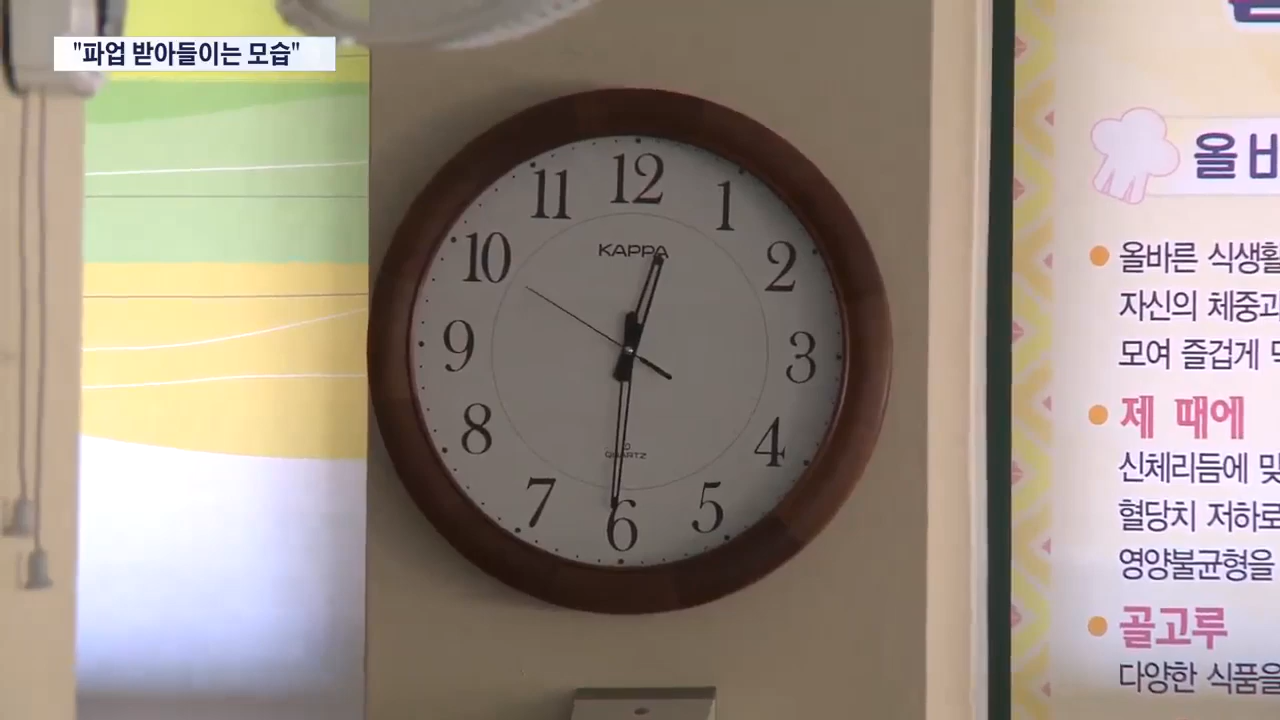 "파업 받아들이는 모습"
12
1
2
3
4
5
6
7
8
9
10
11
KAPPA
QUARTZ
올바
올바른 식생활
자신의 체중과
모여 즐겁게
제 때에
신체리듬에 맞
혈당치 저하로
영양불균형을
골고루
다양한 식품을